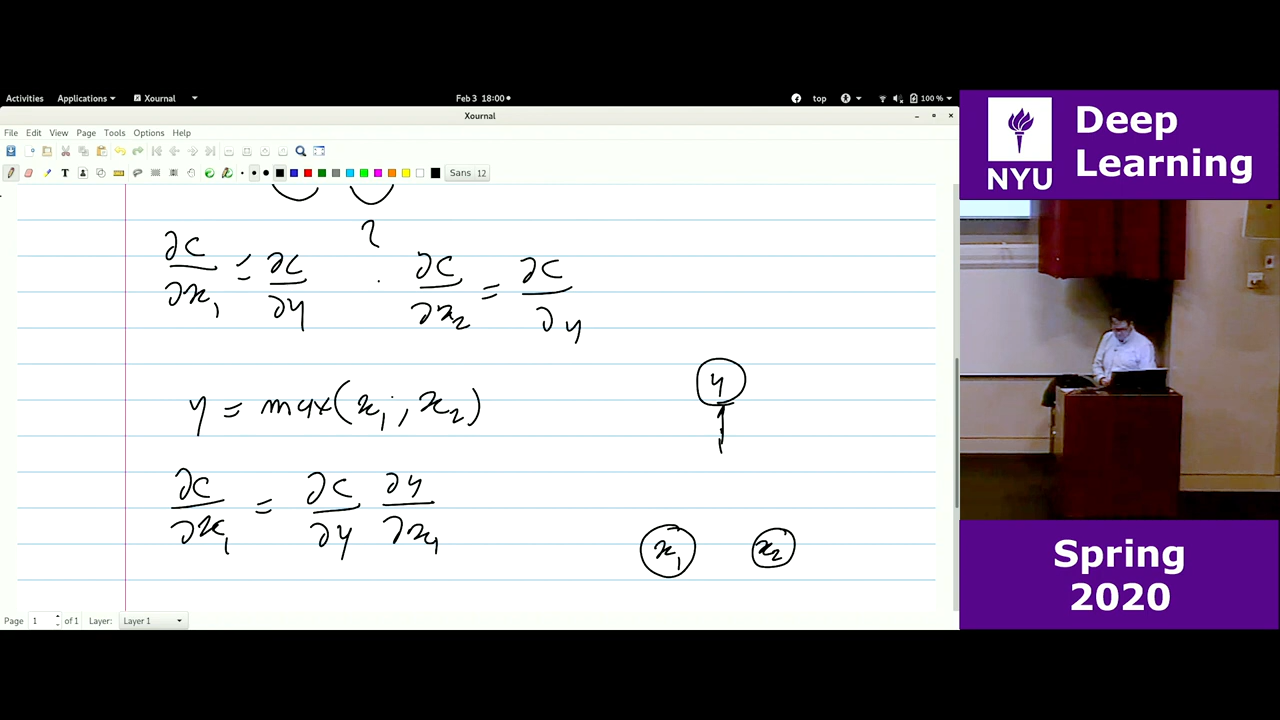 Activities Applications Xournal Feb 3 18:00 top 100 %
Xournal
File Edit View Page Tools Options Help
T Sans 12
?
∂C/∂x₁ = ∂C/∂y · ∂C/∂x₂ = ∂C/∂y
y = max(x₁, x₂)
y
∂C/∂x₁ = ∂C/∂y ∂y/∂x₁
x₁ x₂
Page 1 of 1 Layer: Layer 1
NYU
Deep
Learning
Spring
2020